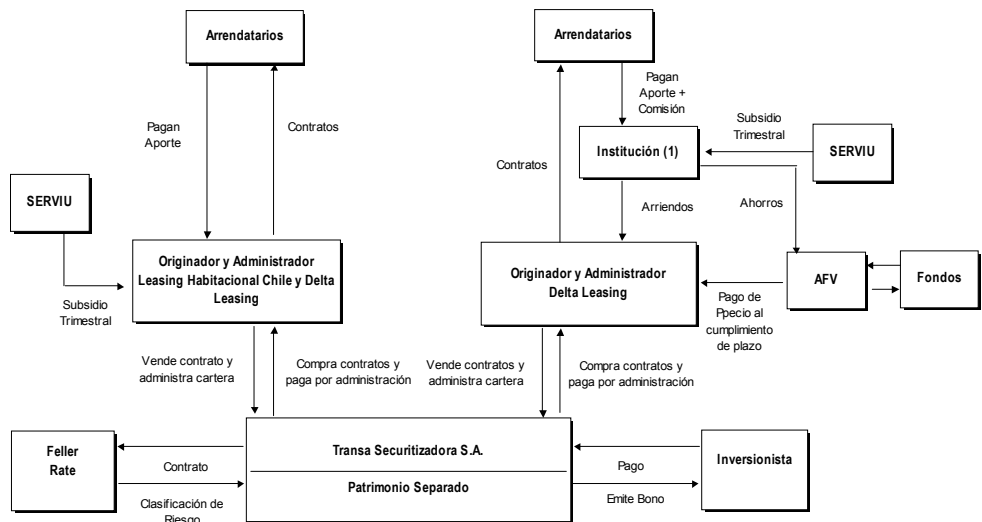 Arrendatarios
Arrendatarios
Pagan
Aporte
Contratos
Pagan
Aporte +
Comisión
Subsidio
Trimestral
Institución (1)
SERVIU
Contratos
SERVIU
Arriendos
Ahorros
Originador y Administrador
Leasing Habitacional Chile y Delta
Leasing
Originador y Administrador
Delta Leasing
AFV
Fondos
Subsidio
Trimestral
Pago de
Ppecio al
cumplimiento
de plazo
Vende contrato y
administra cartera
Compra contratos y
paga por administración
Vende contratos y
administra cartera
Compra contratos y
paga por administración
Feller
Rate
Contrato
Clasificación de
Riesgo
Transa Securitizadora S.A.
Patrimonio Separado
Pago
Emite Bono
Inversionista